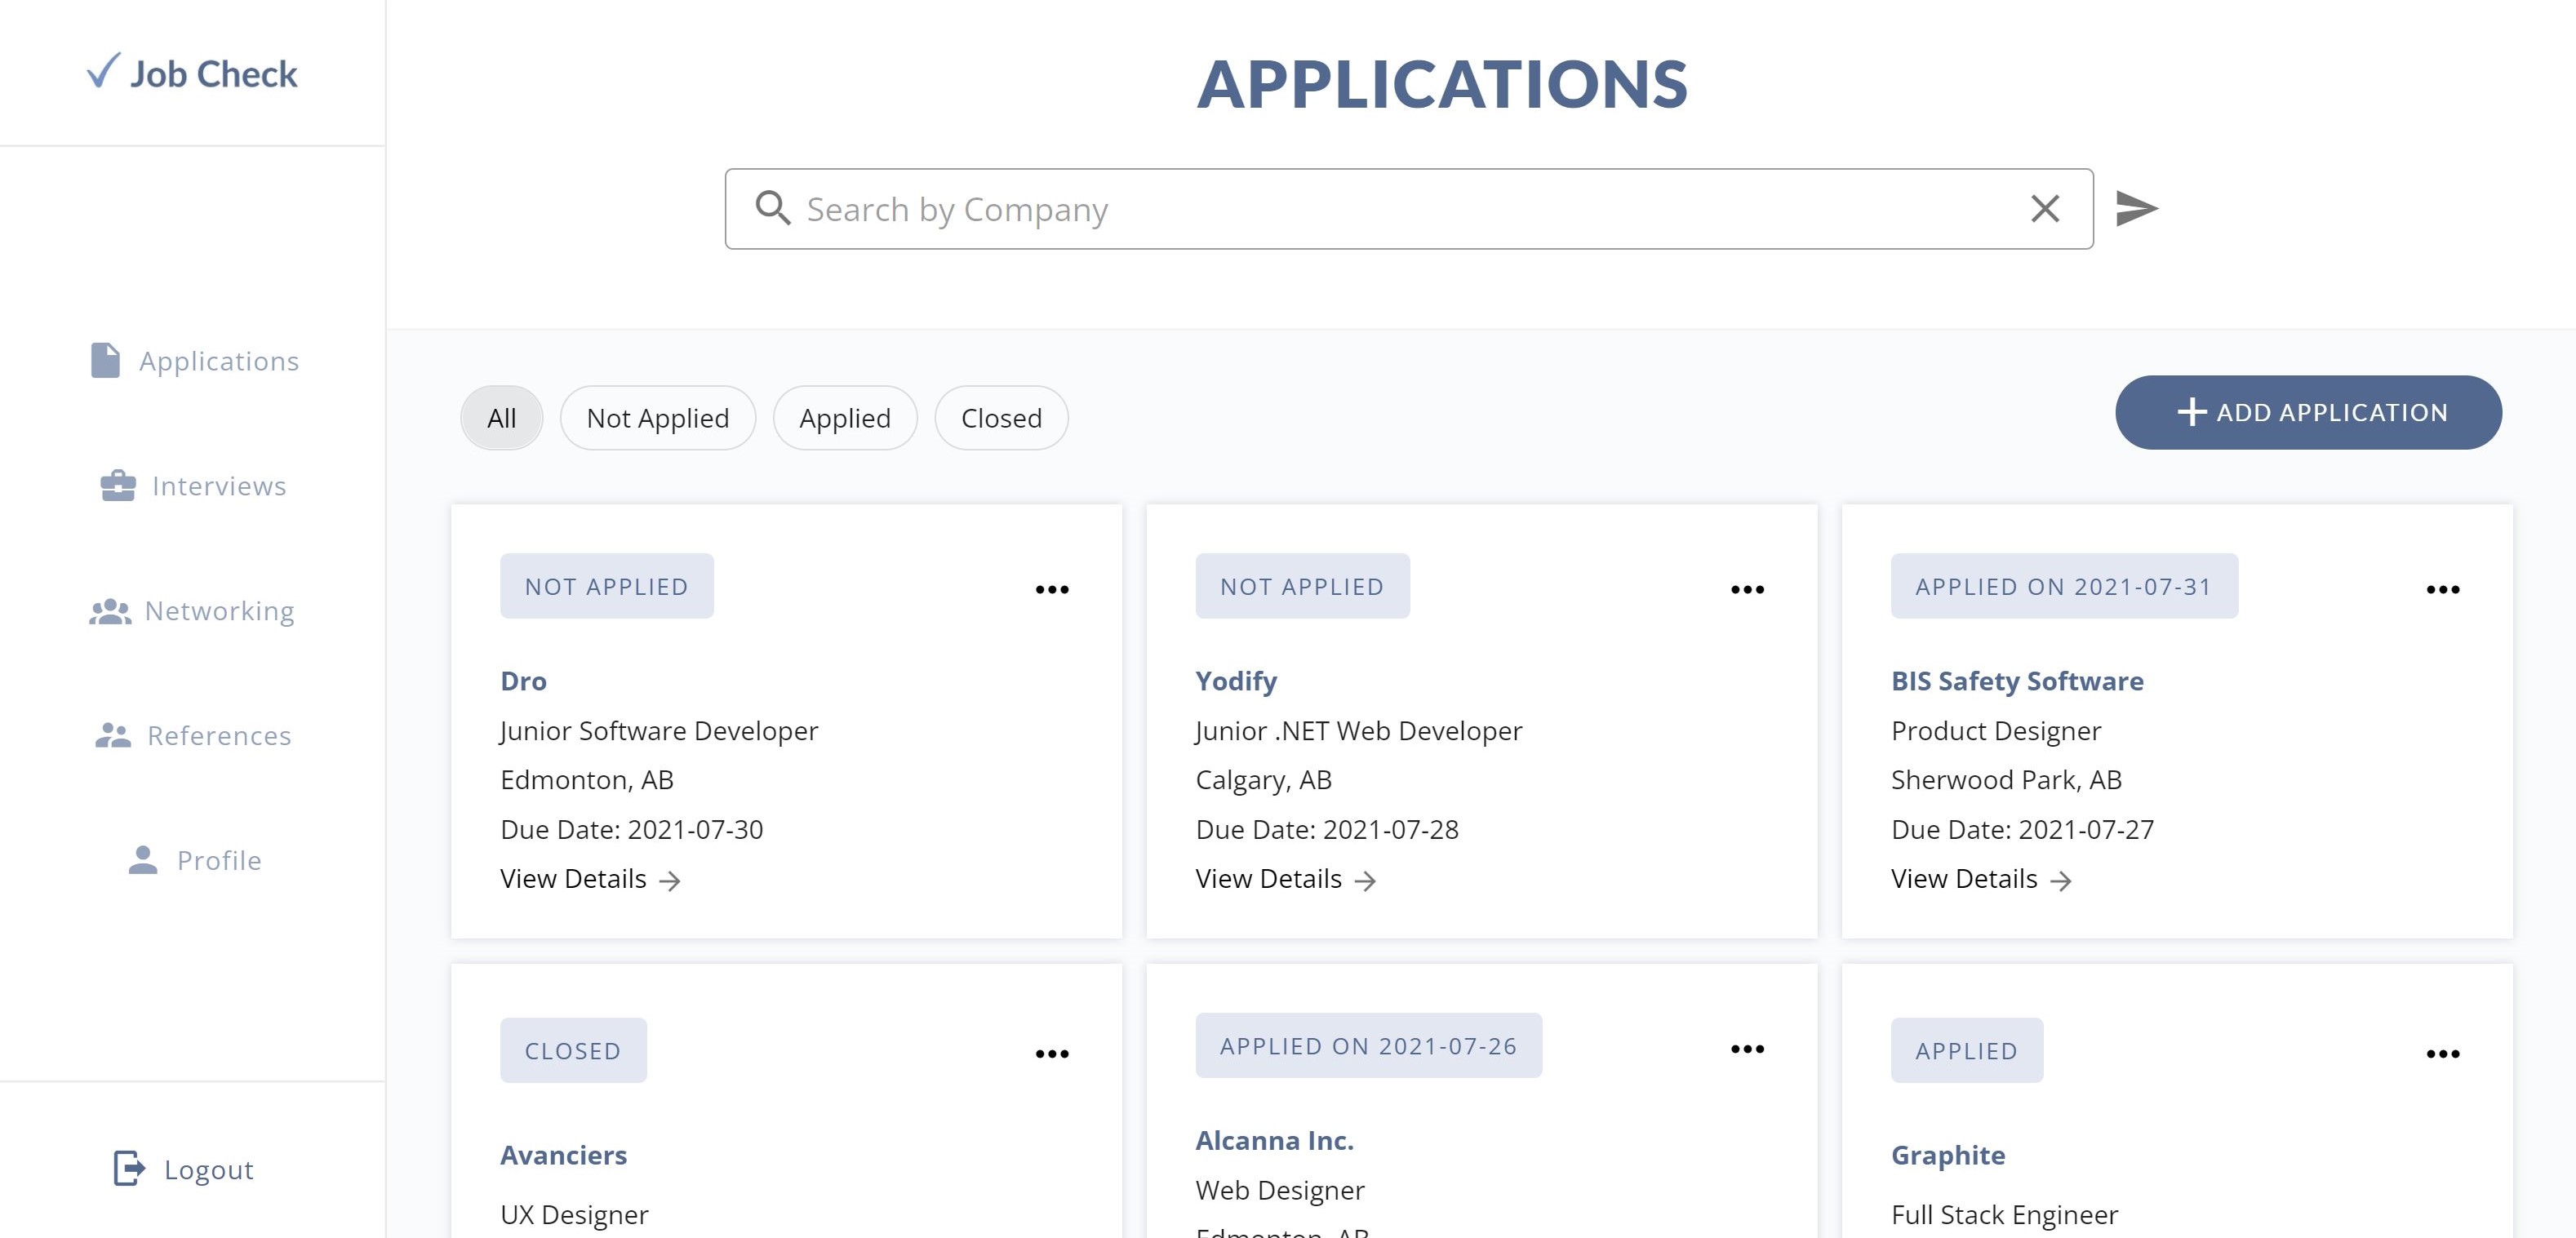 Job Check
Applications
Interviews
Networking
References
Profile
Logout
APPLICATIONS
Search by Company
All
Not Applied
Applied
Closed
ADD APPLICATION
NOT APPLIED
Dro
Junior Software Developer
Edmonton, AB
Due Date: 2021-07-30
View Details
NOT APPLIED
Yodify
Junior .NET Web Developer
Calgary, AB
Due Date: 2021-07-28
View Details
APPLIED ON 2021-07-31
BIS Safety Software
Product Designer
Sherwood Park, AB
Due Date: 2021-07-27
View Details
CLOSED
Avanciers
UX Designer
APPLIED ON 2021-07-26
Alcanna Inc.
Web Designer
Edmonton, AB
APPLIED
Graphite
Full Stack Engineer